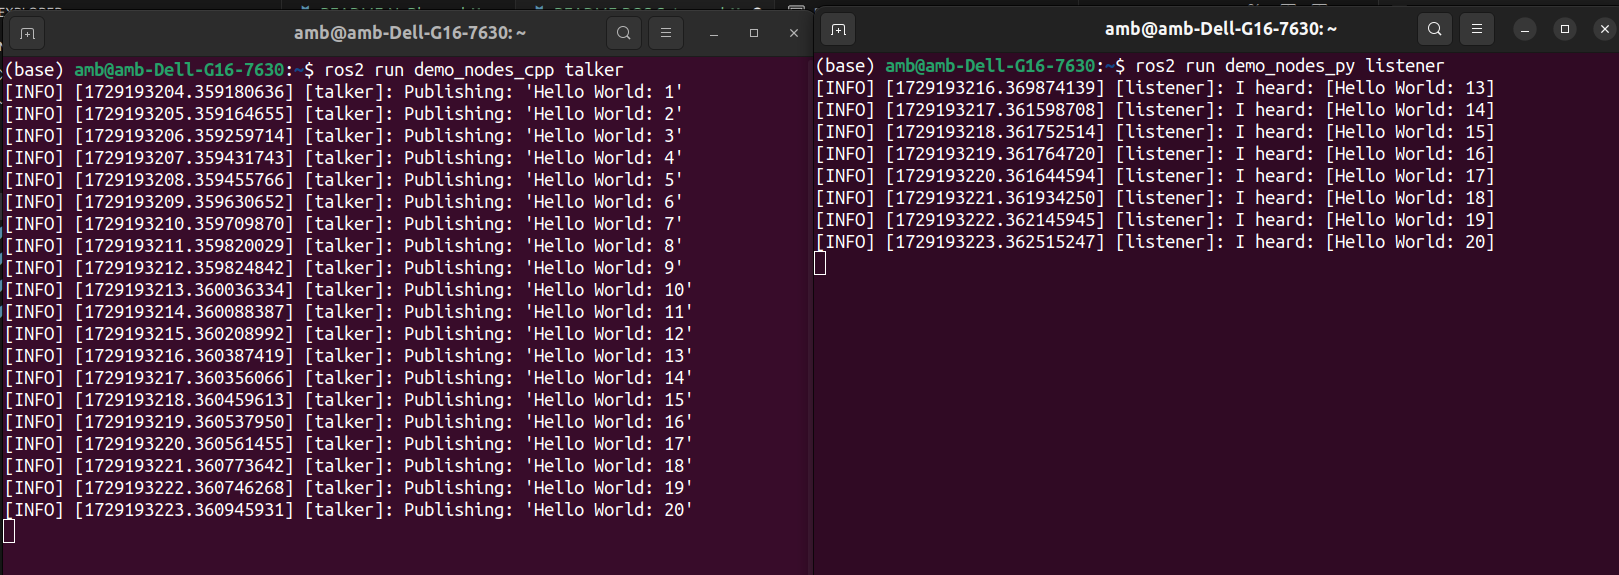 amb@amb-Dell-G16-7630: ~
(base) amb@amb-Dell-G16-7630:~$ ros2 run demo_nodes_cpp talker
[INFO] [1729193204.359180636] [talker]: Publishing: 'Hello World: 1'
[INFO] [1729193205.359164655] [talker]: Publishing: 'Hello World: 2'
[INFO] [1729193206.359259714] [talker]: Publishing: 'Hello World: 3'
[INFO] [1729193207.359431743] [talker]: Publishing: 'Hello World: 4'
[INFO] [1729193208.359455766] [talker]: Publishing: 'Hello World: 5'
[INFO] [1729193209.359630652] [talker]: Publishing: 'Hello World: 6'
[INFO] [1729193210.359709870] [talker]: Publishing: 'Hello World: 7'
[INFO] [1729193211.359820029] [talker]: Publishing: 'Hello World: 8'
[INFO] [1729193212.359824842] [talker]: Publishing: 'Hello World: 9'
[INFO] [1729193213.360036334] [talker]: Publishing: 'Hello World: 10'
[INFO] [1729193214.360088387] [talker]: Publishing: 'Hello World: 11'
[INFO] [1729193215.360208992] [talker]: Publishing: 'Hello World: 12'
[INFO] [1729193216.360387419] [talker]: Publishing: 'Hello World: 13'
[INFO] [1729193217.360356066] [talker]: Publishing: 'Hello World: 14'
[INFO] [1729193218.360459613] [talker]: Publishing: 'Hello World: 15'
[INFO] [1729193219.360537950] [talker]: Publishing: 'Hello World: 16'
[INFO] [1729193220.360561455] [talker]: Publishing: 'Hello World: 17'
[INFO] [1729193221.360773642] [talker]: Publishing: 'Hello World: 18'
[INFO] [1729193222.360746268] [talker]: Publishing: 'Hello World: 19'
[INFO] [1729193223.360945931] [talker]: Publishing: 'Hello World: 20'
amb@amb-Dell-G16-7630: ~
(base) amb@amb-Dell-G16-7630:~$ ros2 run demo_nodes_py listener
[INFO] [1729193216.369874139] [listener]: I heard: [Hello World: 13]
[INFO] [1729193217.361598708] [listener]: I heard: [Hello World: 14]
[INFO] [1729193218.361752514] [listener]: I heard: [Hello World: 15]
[INFO] [1729193219.361764720] [listener]: I heard: [Hello World: 16]
[INFO] [1729193220.361644594] [listener]: I heard: [Hello World: 17]
[INFO] [1729193221.361934250] [listener]: I heard: [Hello World: 18]
[INFO] [1729193222.362145945] [listener]: I heard: [Hello World: 19]
[INFO] [1729193223.362515247] [listener]: I heard: [Hello World: 20]